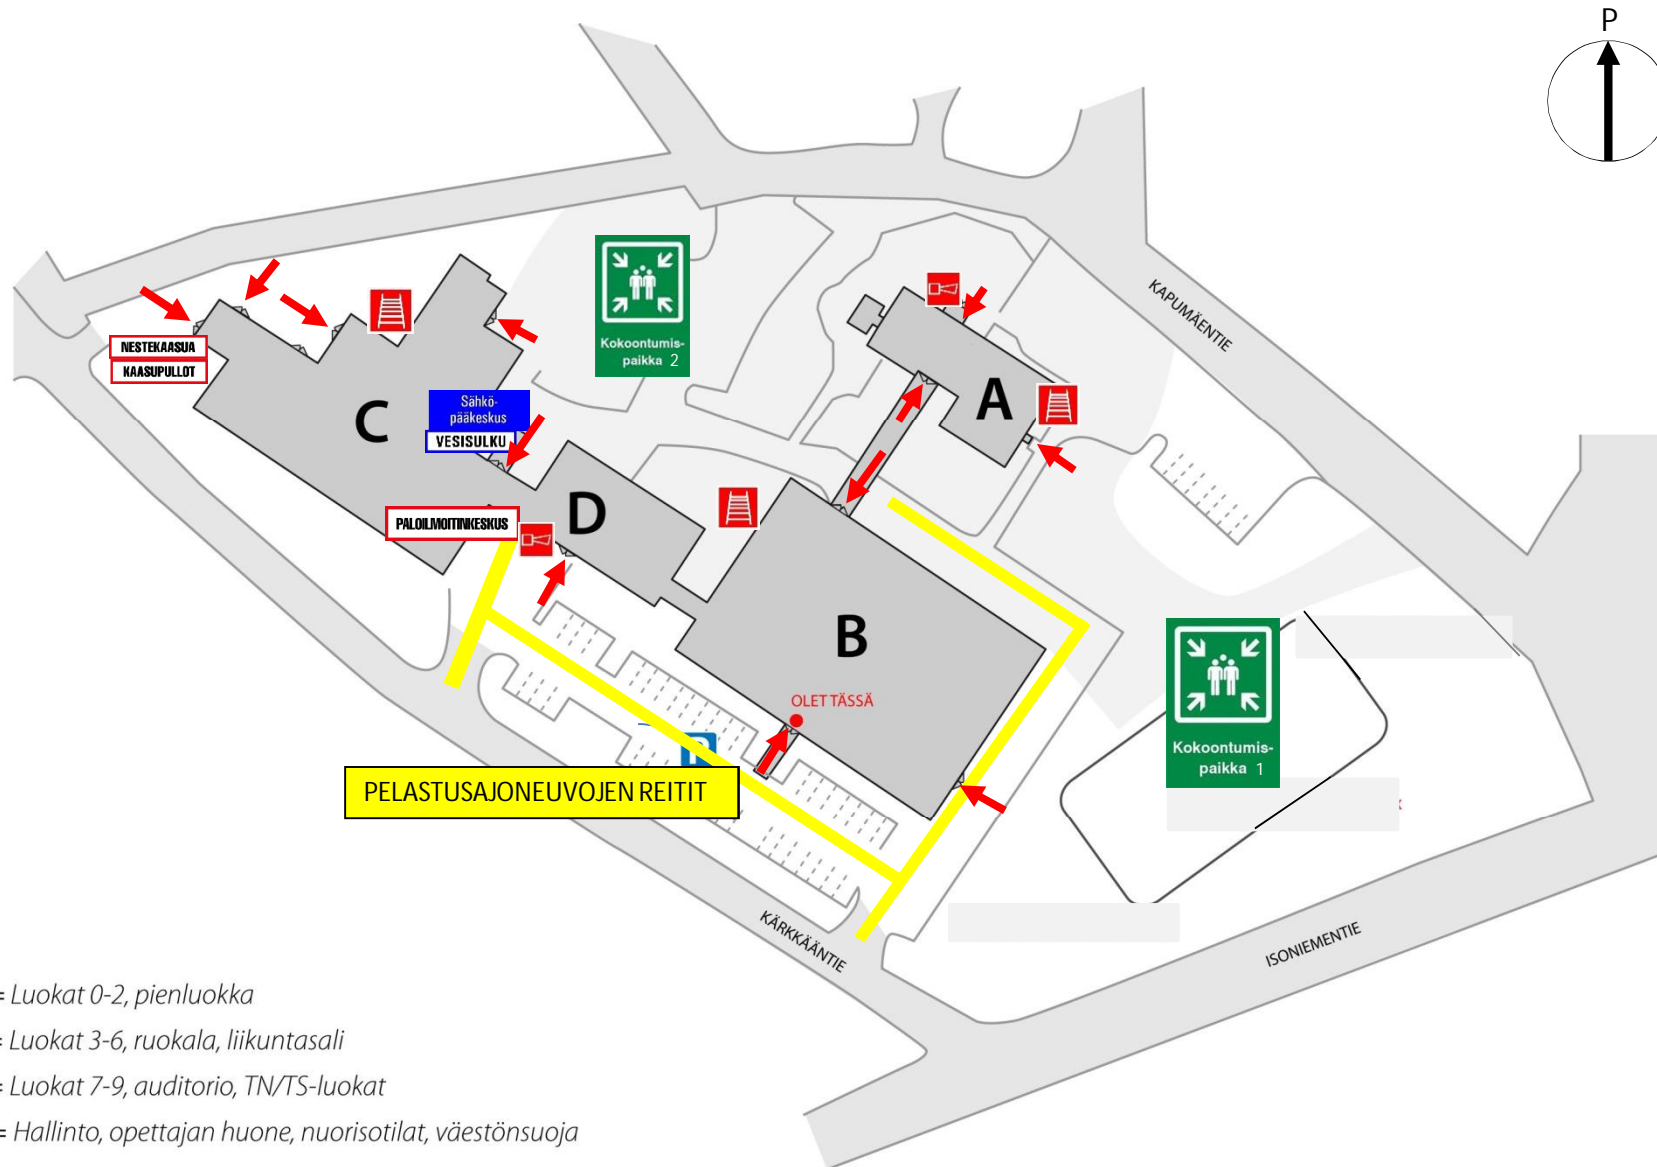 P
KAPUMÄENTIE
Kokoontumis-
paikka 2
NESTEKAASUA
KAASUPULLOT
A
C
Sähkö-
pääkeskus
VESISULKU
PALOILMOITINKESKUS
D
B
OLET TÄSSÄ
Kokoontumis-
paikka 1
PELASTUSAJONEUVOJEN REITIT
KÄRKKÄÄNTIE
ISONIEMENTIE
= Luokat 0-2, pienluokka
= Luokat 3-6, ruokala, liikuntasali
= Luokat 7-9, auditorio, TN/TS-luokat
= Hallinto, opettajan huone, nuorisotilat, väestönsuoja